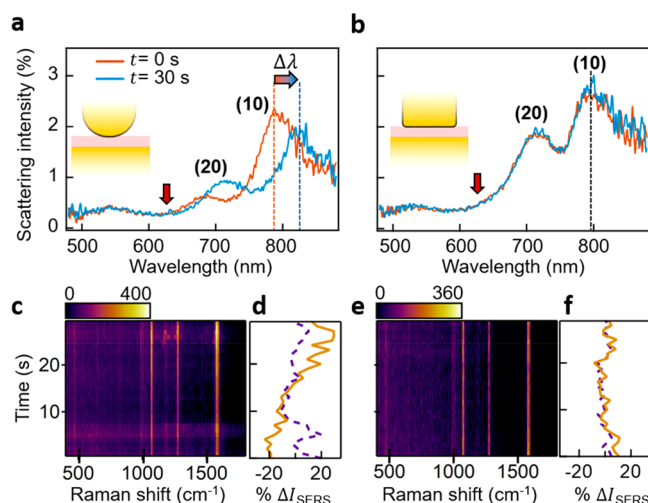 a
b
t = 0 s
t = 30 s
Δλ
(10)
(20)
(10)
(20)
Scattering intensity (%)
3
2
1
0
500 600 700 800
Wavelength (nm)
500 600 700 800
Wavelength (nm)
c
0 400
d
e
0 360
f
Time (s)
20
10
500 1000 1500
Raman shift (cm⁻¹)
-20 20
% ΔI_SERS
500 1000 1500
Raman shift (cm⁻¹)
-20 20
% ΔI_SERS